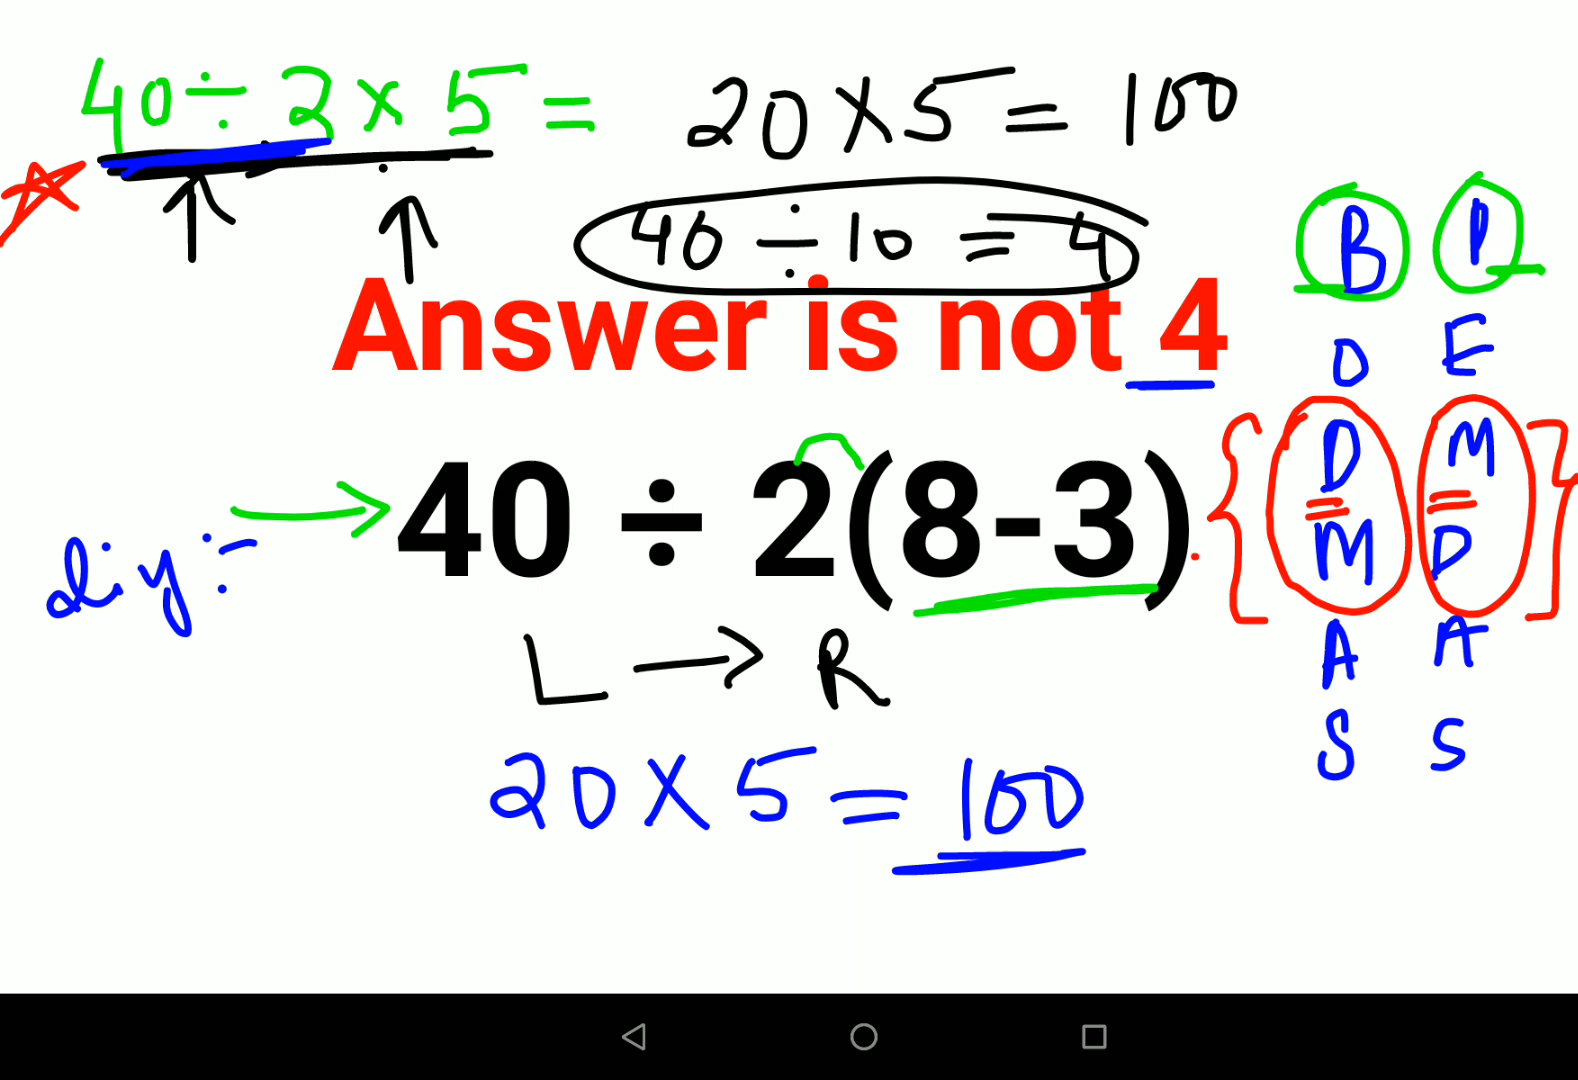 40÷2×5= 20×5=100
40÷10=4
Answer is not 4
B P
O E
D M
M D
A A
S S
40 ÷ 2(8-3)
diy:-
L → R
20×5=100